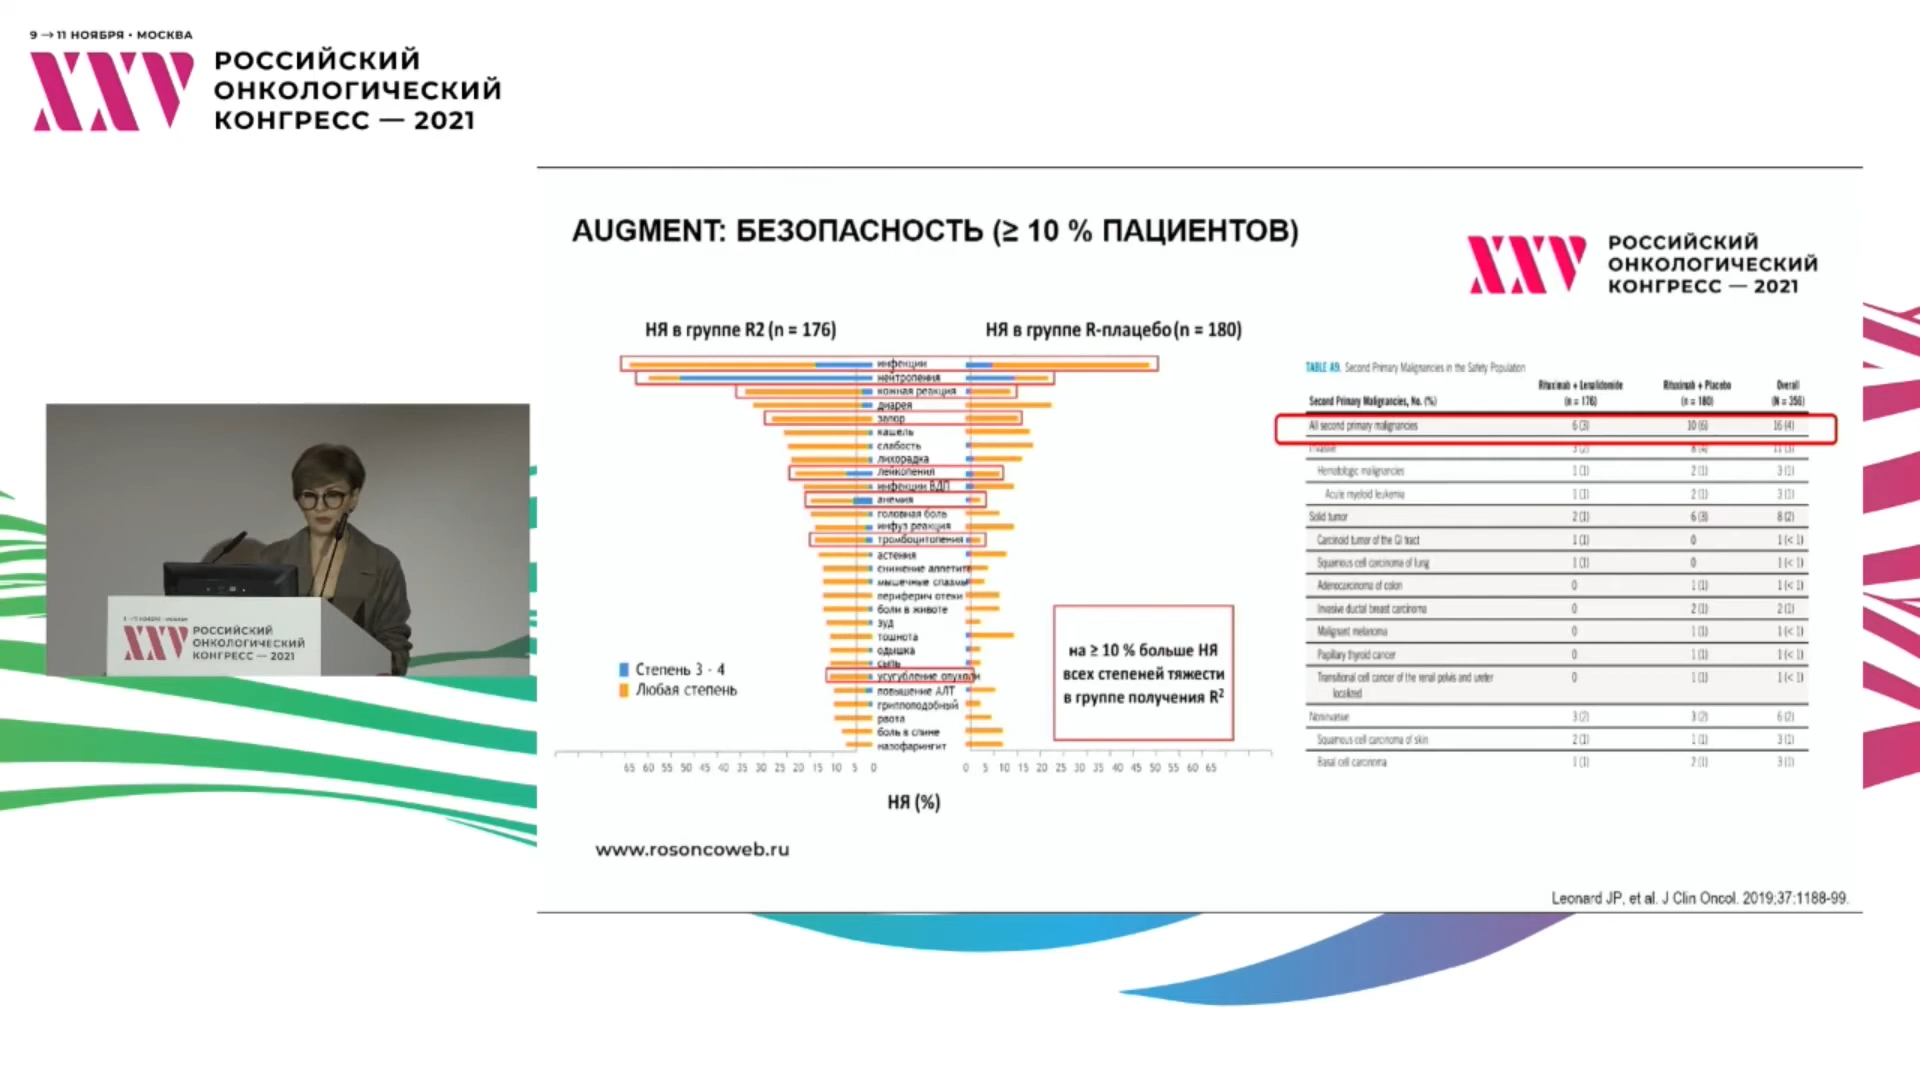 9 → 11 НОЯБРЯ • МОСКВА
XXV
РОССИЙСКИЙ
ОНКОЛОГИЧЕСКИЙ
КОНГРЕСС — 2021
AUGMENT: БЕЗОПАСНОСТЬ (≥ 10 % ПАЦИЕНТОВ)
XXV
РОССИЙСКИЙ
ОНКОЛОГИЧЕСКИЙ
КОНГРЕСС — 2021
НЯ в группе R2 (n = 176)
НЯ в группе R-плацебо (n = 180)
инфекции
нейтропения
кожная реакция
диарея
запор
кашель
слабость
лихорадка
лейкопения
инфекции ВДП
анемия
головная боль
инфуз реакция
тромбоцитопения
астения
снижение аппетита
мышечные спазмы
периферич отеки
боли в животе
зуд
тошнота
одышка
сыпь
усугубление опухоли
повышение АЛТ
гриппоподобный
рвота
боль в спине
назофарингит
Степень 3 - 4
Любая степень
на ≥ 10 % больше НЯ
всех степеней тяжести
в группе получения R²
65 60 55 50 45 40 35 30 25 20 15 10 5 0
0 5 10 15 20 25 30 35 40 45 50 55 60 65
НЯ (%)
TABLE A9. Second Primary Malignancies in the Safety Population
Second Primary Malignancies, No. (%) Rituximab + Lenalidomide (n = 176) Rituximab + Placebo (n = 180) Overall (N = 356)
All second primary malignancies 6 (3) 10 (6) 16 (4)
Invasive 3 (2) 8 (4) 11 (3)
Hematologic malignancies 1 (1) 2 (1) 3 (1)
Acute myeloid leukemia 1 (1) 2 (1) 3 (1)
Solid tumor 2 (1) 6 (3) 8 (2)
Carcinoid tumor of the GI tract 1 (1) 0 1 (< 1)
Squamous cell carcinoma of lung 1 (1) 0 1 (< 1)
Adenocarcinoma of colon 0 1 (1) 1 (< 1)
Invasive ductal breast carcinoma 0 2 (1) 2 (1)
Malignant melanoma 0 1 (1) 1 (< 1)
Papillary thyroid cancer 0 1 (1) 1 (< 1)
Transitional cell cancer of the renal pelvis and ureter 0 1 (1) 1 (< 1)
localized
Noninvasive 3 (2) 3 (2) 6 (2)
Squamous cell carcinoma of skin 2 (1) 1 (1) 3 (1)
Basal cell carcinoma 1 (1) 2 (1) 3 (1)
www.rosoncoweb.ru
Leonard JP, et al. J Clin Oncol. 2019;37:1188-99.
XXV
РОССИЙСКИЙ
ОНКОЛОГИЧЕСКИЙ
КОНГРЕСС — 2021